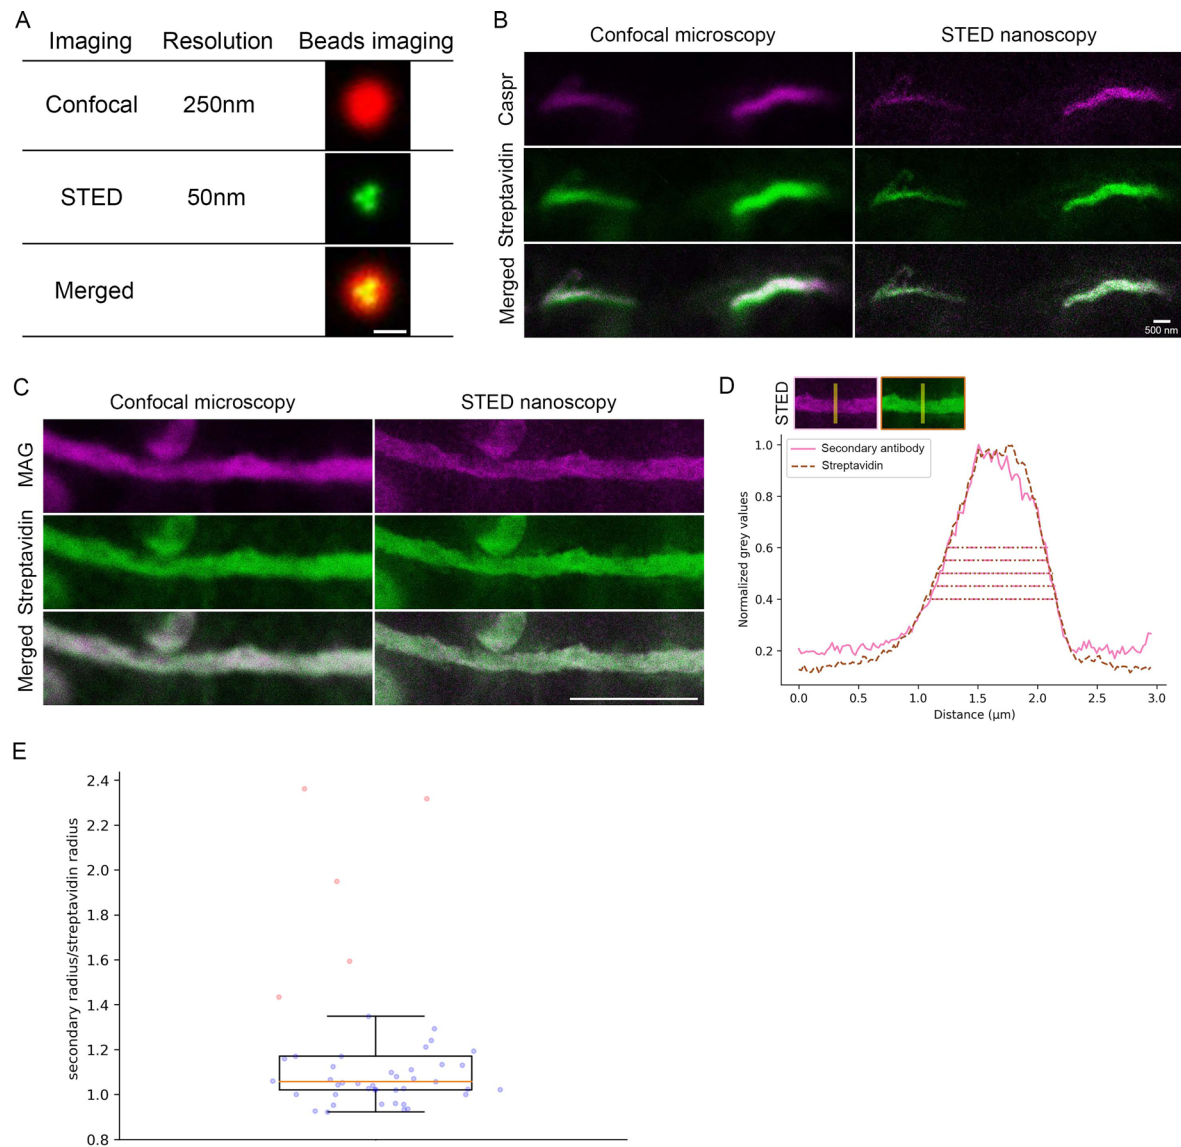 A
Imaging Resolution Beads imaging
Confocal 250nm
STED 50nm
Merged
B
Confocal microscopy STED nanoscopy
Caspr
Streptavidin
Merged
500 nm
C
Confocal microscopy STED nanoscopy
MAG
Streptavidin
Merged
D
STED
Secondary antibody
Streptavidin
1.0
0.8
0.6
0.4
0.2
Normalized grey values
0.0 0.5 1.0 1.5 2.0 2.5 3.0
Distance (μm)
E
2.4
2.2
2.0
1.8
1.6
1.4
1.2
1.0
0.8
secondary radius/streptavidin radius